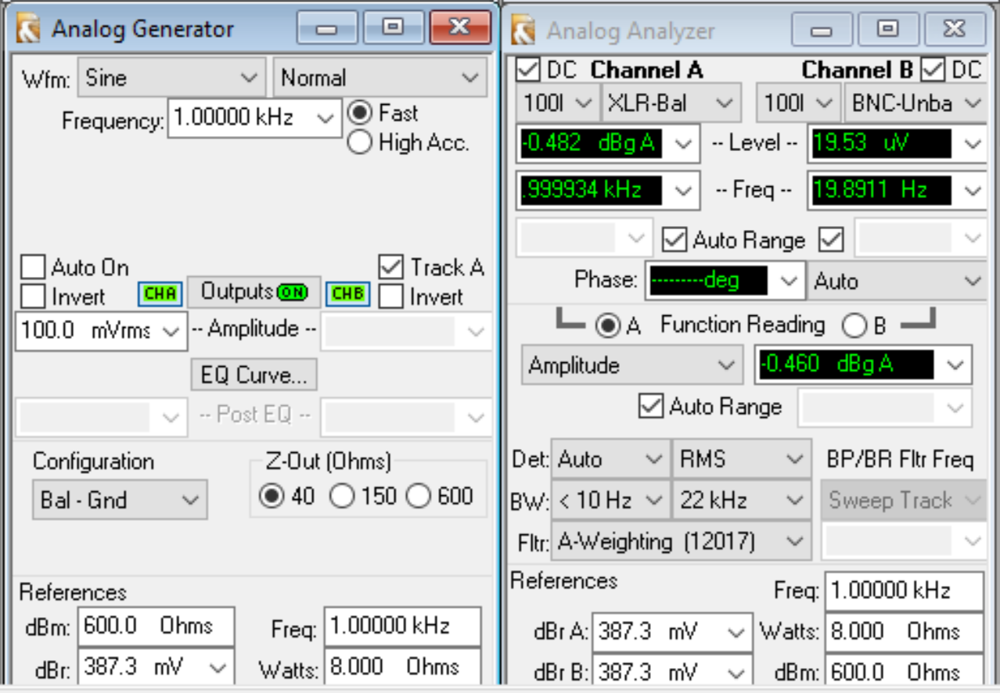 Analog Generator
Wfm: Sine Normal
Frequency: 1.00000 kHz Fast
High Acc.
Auto On Track A
Invert CHA Outputs ON CHB Invert
100.0 mVrms -- Amplitude --
EQ Curve...
-- Post EQ --
Configuration Z-Out (Ohms)
Bal - Gnd 40 150 600
References
dBm: 600.0 Ohms Freq: 1.00000 kHz
dBr: 387.3 mV Watts: 8.000 Ohms
Analog Analyzer
DC Channel A Channel B DC
100l XLR-Bal 100l BNC-Unba
-0.482 dBg A -- Level -- 19.53 uV
.999934 kHz -- Freq -- 19.8911 Hz
Auto Range
Phase: ---------deg Auto
A Function Reading B
Amplitude -0.460 dBg A
Auto Range
Det: Auto RMS BP/BR Fltr Freq
BW: < 10 Hz 22 kHz Sweep Track
Fltr: A-Weighting (12017)
References Freq: 1.00000 kHz
dBr A: 387.3 mV Watts: 8.000 Ohms
dBr B: 387.3 mV dBm: 600.0 Ohms